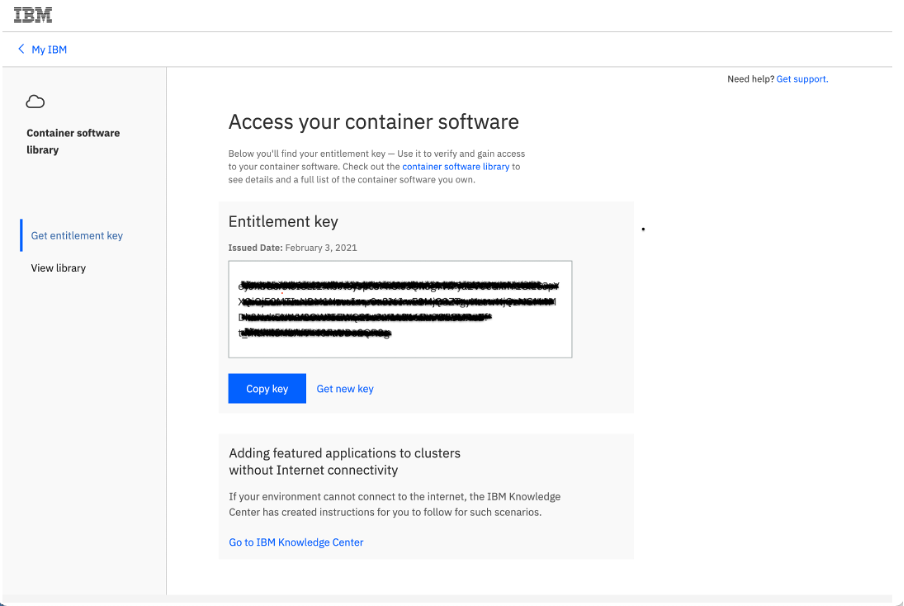 IBM
My IBM
Need help? Get support.
Container software
library
Get entitlement key
View library
Access your container software
Below you'll find your entitlement key — Use it to verify and gain access
to your container software. Check out the container software library to
see details and a full list of the container software you own.
Entitlement key
Issued Date: February 3, 2021
Copy key
Get new key
Adding featured applications to clusters
without Internet connectivity
If your environment cannot connect to the internet, the IBM Knowledge
Center has created instructions for you to follow for such scenarios.
Go to IBM Knowledge Center